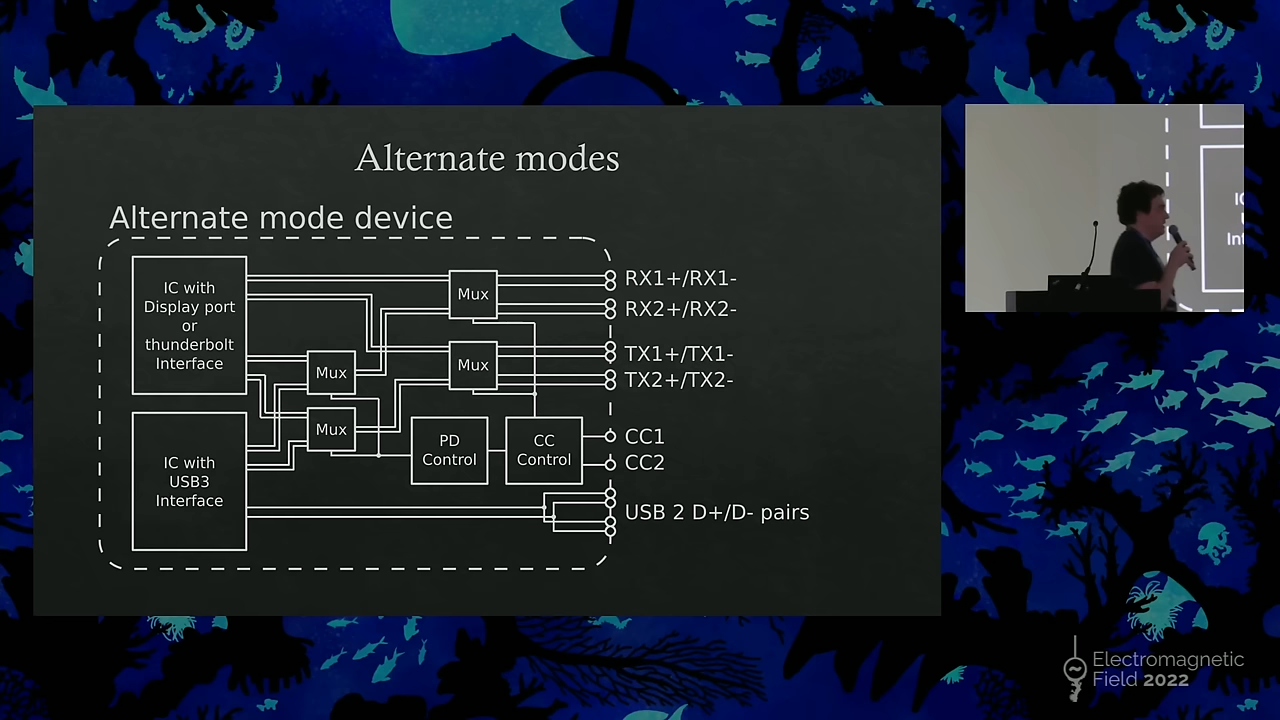 Alternate modes
Alternate mode device
IC with
Display port
or
thunderbolt
Interface
Mux
RX1+/RX1-
RX2+/RX2-
Mux
TX1+/TX1-
TX2+/TX2-
Mux
Mux
IC with
USB3
Interface
PD
Control
CC
Control
CC1
CC2
USB 2 D+/D- pairs
Electromagnetic
Field 2022